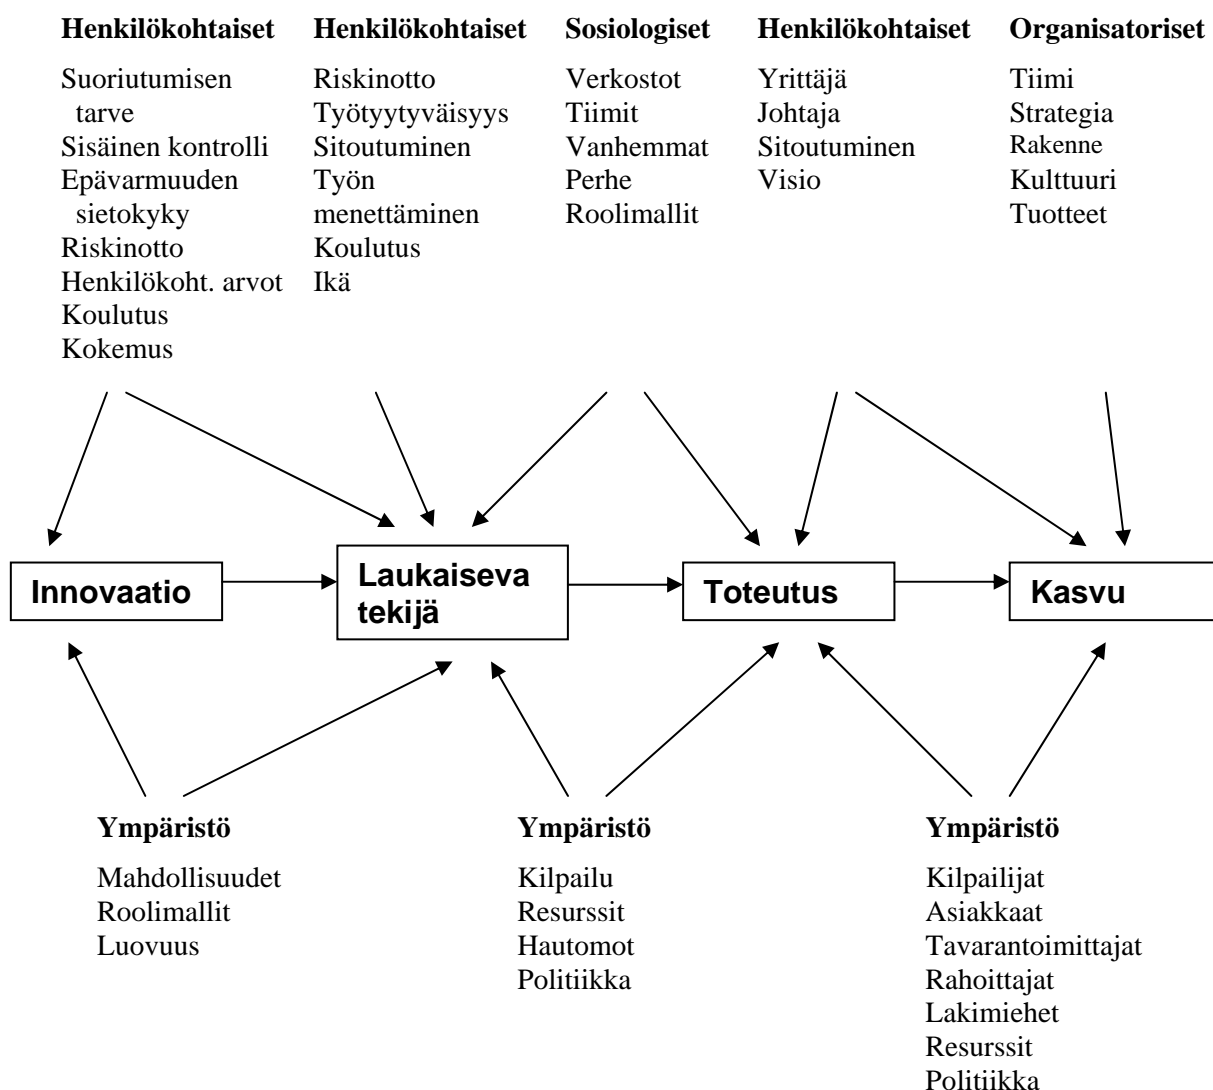 Henkilökohtaiset
Suoriutumisen
tarve
Sisäinen kontrolli
Epävarmuuden
sietokyky
Riskinotto
Henkilökoht. arvot
Koulutus
Kokemus
Henkilökohtaiset
Riskinotto
Työtyytyväisyys
Sitoutuminen
Työn
menettäminen
Koulutus
Ikä
Sosiologiset
Verkostot
Tiimit
Vanhemmat
Perhe
Roolimallit
Henkilökohtaiset
Yrittäjä
Johtaja
Sitoutuminen
Visio
Organisatoriset
Tiimi
Strategia
Rakenne
Kulttuuri
Tuotteet
Innovaatio
Laukaiseva
tekijä
Toteutus
Kasvu
Ympäristö
Mahdollisuudet
Roolimallit
Luovuus
Ympäristö
Kilpailu
Resurssit
Hautomot
Politiikka
Ympäristö
Kilpailijat
Asiakkaat
Tavarantoimittajat
Rahoittajat
Lakimiehet
Resurssit
Politiikka